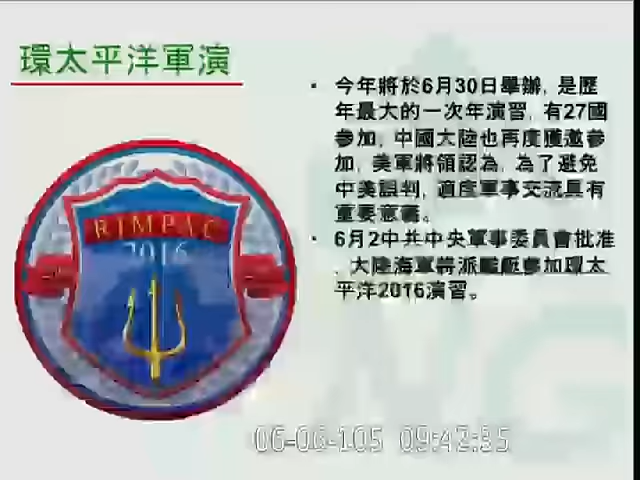 環太平洋軍演
RIMPAC
2016
• 今年將於6月30日舉辦，是歷
年最大的一次年演習，有27國
參加，中國大陸也再度獲邀參
加，美軍將領認為，為了避免
中美誤判，適度軍事交流具有
重要意義。
• 6月2中共中央軍事委員會批准
，大陸海軍將派艦艇參加環太
平洋2016演習。
06-06-105 09:42:35